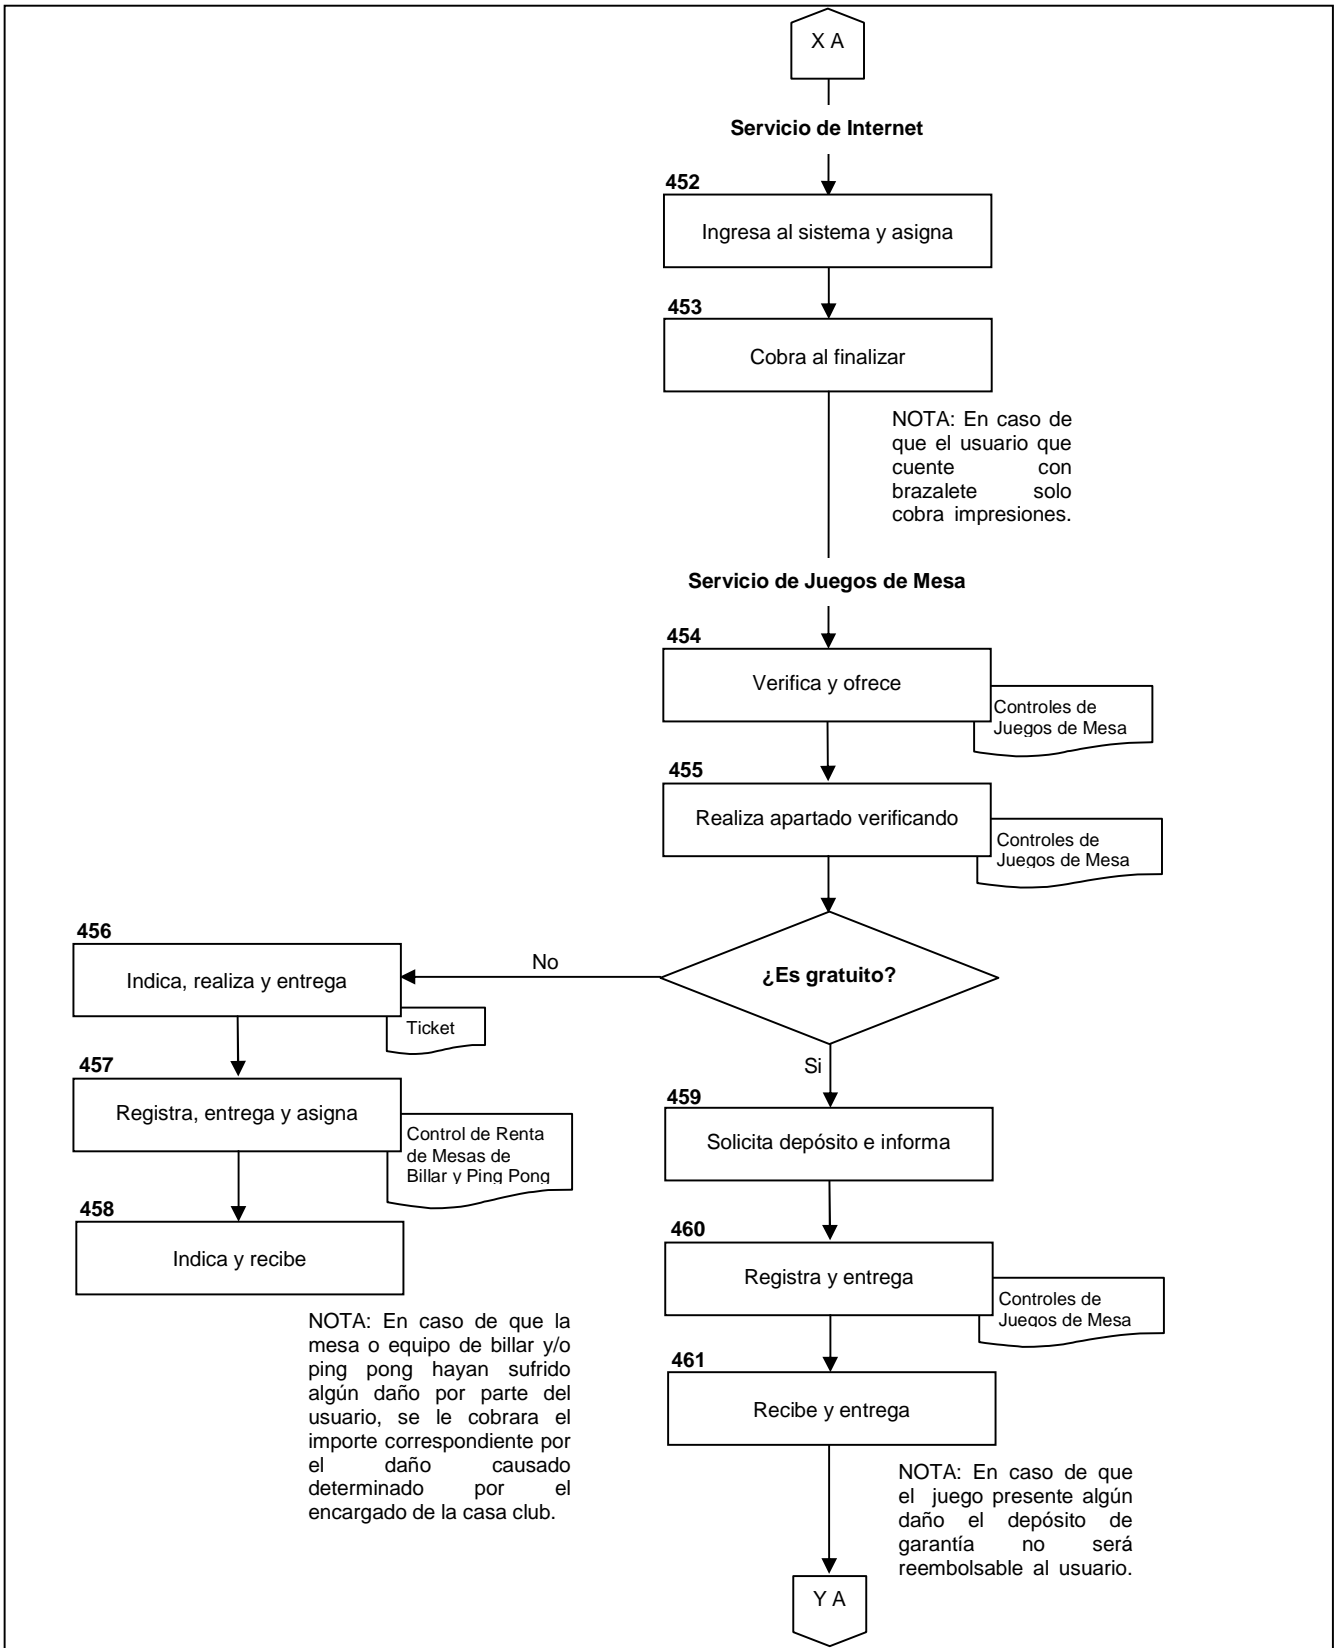 X A
Servicio de Internet
452
Ingresa al sistema y asigna
453
Cobra al finalizar
NOTA: En caso de
que el usuario que
cuente con
brazalete solo
cobra impresiones.
Servicio de Juegos de Mesa
454
Verifica y ofrece
Controles de
Juegos de Mesa
455
Realiza apartado verificando
Controles de
Juegos de Mesa
¿Es gratuito?
No
456
Indica, realiza y entrega
Ticket
457
Registra, entrega y asigna
Control de Renta
de Mesas de
Billar y Ping Pong
458
Indica y recibe
NOTA: En caso de que la
mesa o equipo de billar y/o
ping pong hayan sufrido
algún daño por parte del
usuario, se le cobrara el
importe correspondiente por
el daño causado
determinado por el
encargado de la casa club.
Si
459
Solicita depósito e informa
460
Registra y entrega
Controles de
Juegos de Mesa
461
Recibe y entrega
NOTA: En caso de que
el juego presente algún
daño el depósito de
garantía no será
reembolsable al usuario.
Y A